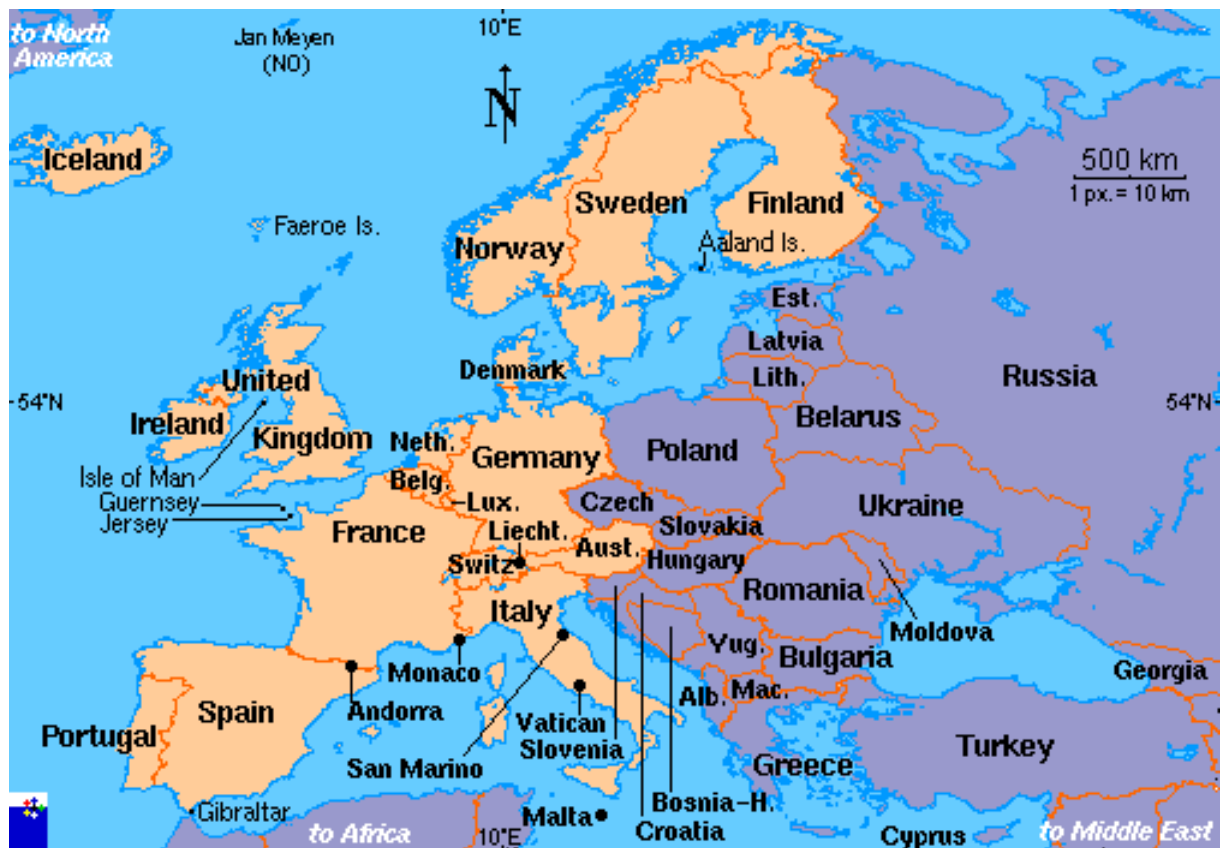 to North
America
Jan Meyen
(NO)
10°E
N
Iceland
500 km
1 px. = 10 km
Faeroe Is.
Sweden
Finland
Norway
Aaland Is.
Est.
Latvia
Denmark
Lith.
Russia
54°N
United
Kingdom
Ireland
Belarus
54°N
Neth.
Germany
Poland
Isle of Man
Guernsey
Jersey
Belg.
-Lux.
Czech
Ukraine
France
Liecht.
Slovakia
Aust.
Switz
Hungary
Romania
Italy
Moldova
Monaco
Yug.
Bulgaria
Georgia
Andorra
Alb.
Mac.
Spain
Portugal
Vatican
Slovenia
San Marino
Turkey
Greece
Gibraltar
Malta
Bosnia-H.
Croatia
to Africa
10°E
Cyprus
to Middle East